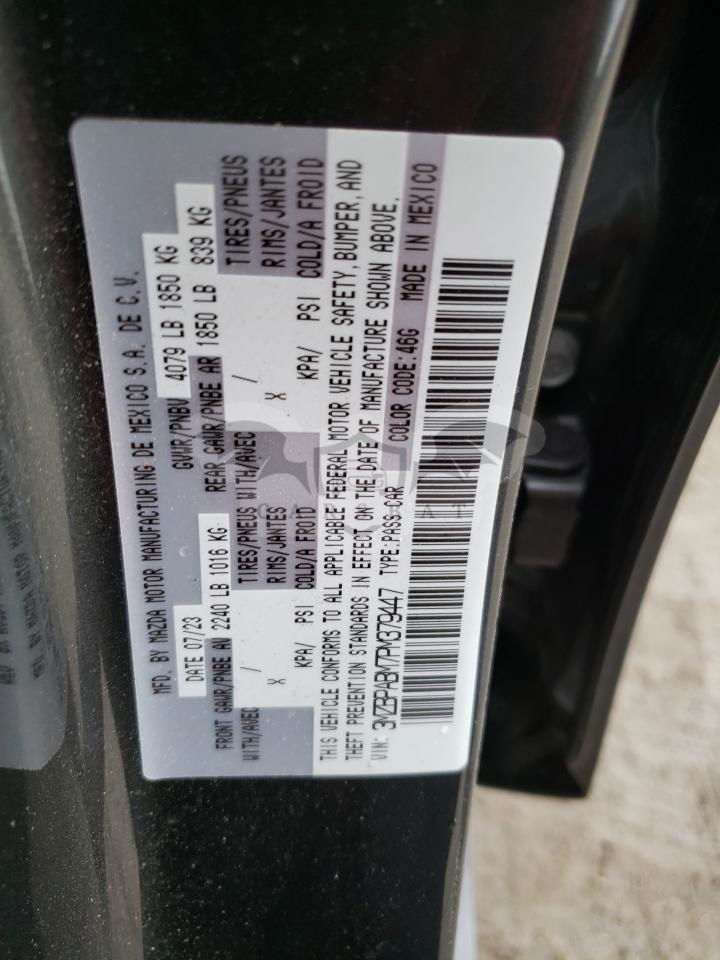 MFD. BY MAZDA MOTOR MANUFACTURING DE MEXICO S.A. DE C.V.
DATE 07/23 GVWR/PNBV 4079 LB 1850 KG
FRONT GAWR/PNBE AV 2240 LB 1016 KG REAR GAWR/PNBE AR 1850 LB 839 KG
WITH/AVEC / TIRES/PNEUS WITH/AVEC / TIRES/PNEUS
X RIMS/JANTES X RIMS/JANTES
KPA/ PSI COLD/A FROID KPA/ PSI COLD/A FROID
THIS VEHICLE CONFORMS TO ALL APPLICABLE FEDERAL MOTOR VEHICLE SAFETY, BUMPER, AND
THEFT PREVENTION STANDARDS IN EFFECT ON THE DATE OF MANUFACTURE SHOWN ABOVE.
VIN: 3MZBPABM7PM379447 TYPE:PASS-CAR COLOR CODE:46G MADE IN MEXICO